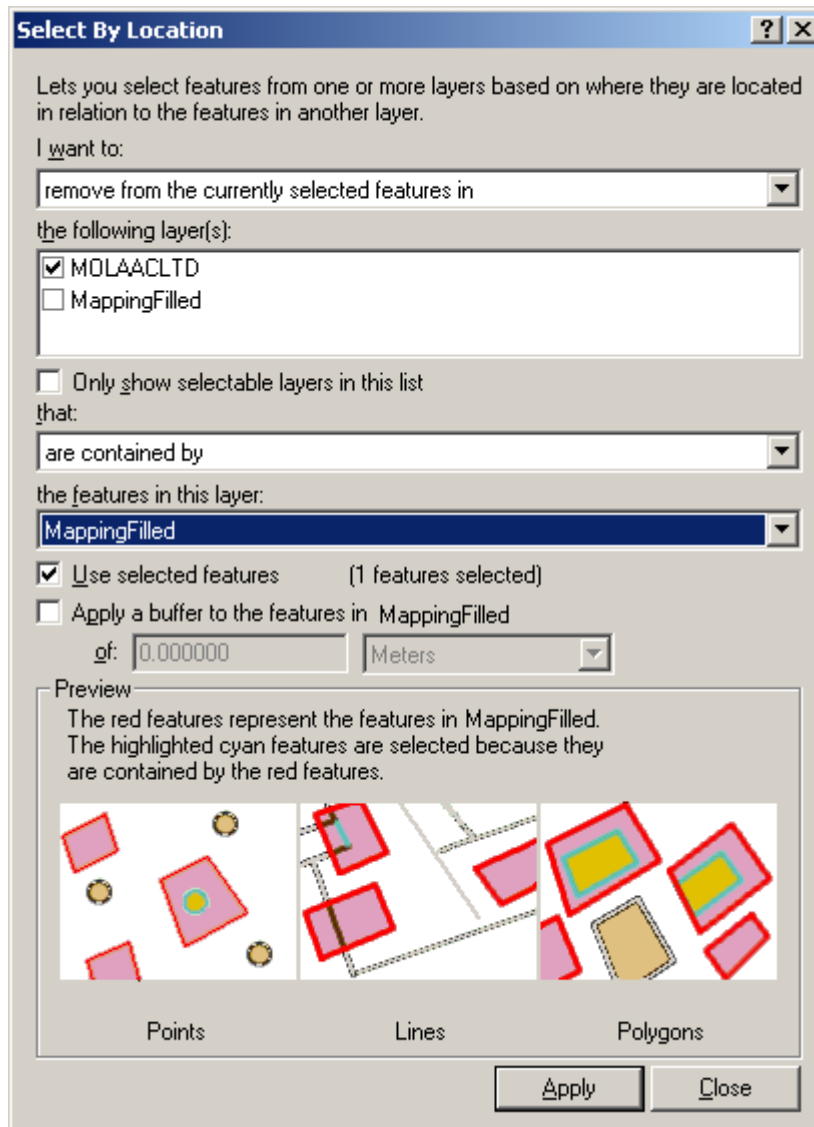 Select By Location
Lets you select features from one or more layers based on where they are located
in relation to the features in another layer.
I want to:
remove from the currently selected features in
the following layer(s):
MOLAACLTD
MappingFilled
Only show selectable layers in this list
that:
are contained by
the features in this layer:
MappingFilled
Use selected features (1 features selected)
Apply a buffer to the features in MappingFilled
of: 0.000000 Meters
Preview
The red features represent the features in MappingFilled.
The highlighted cyan features are selected because they
are contained by the red features.
Points Lines Polygons
Apply Close